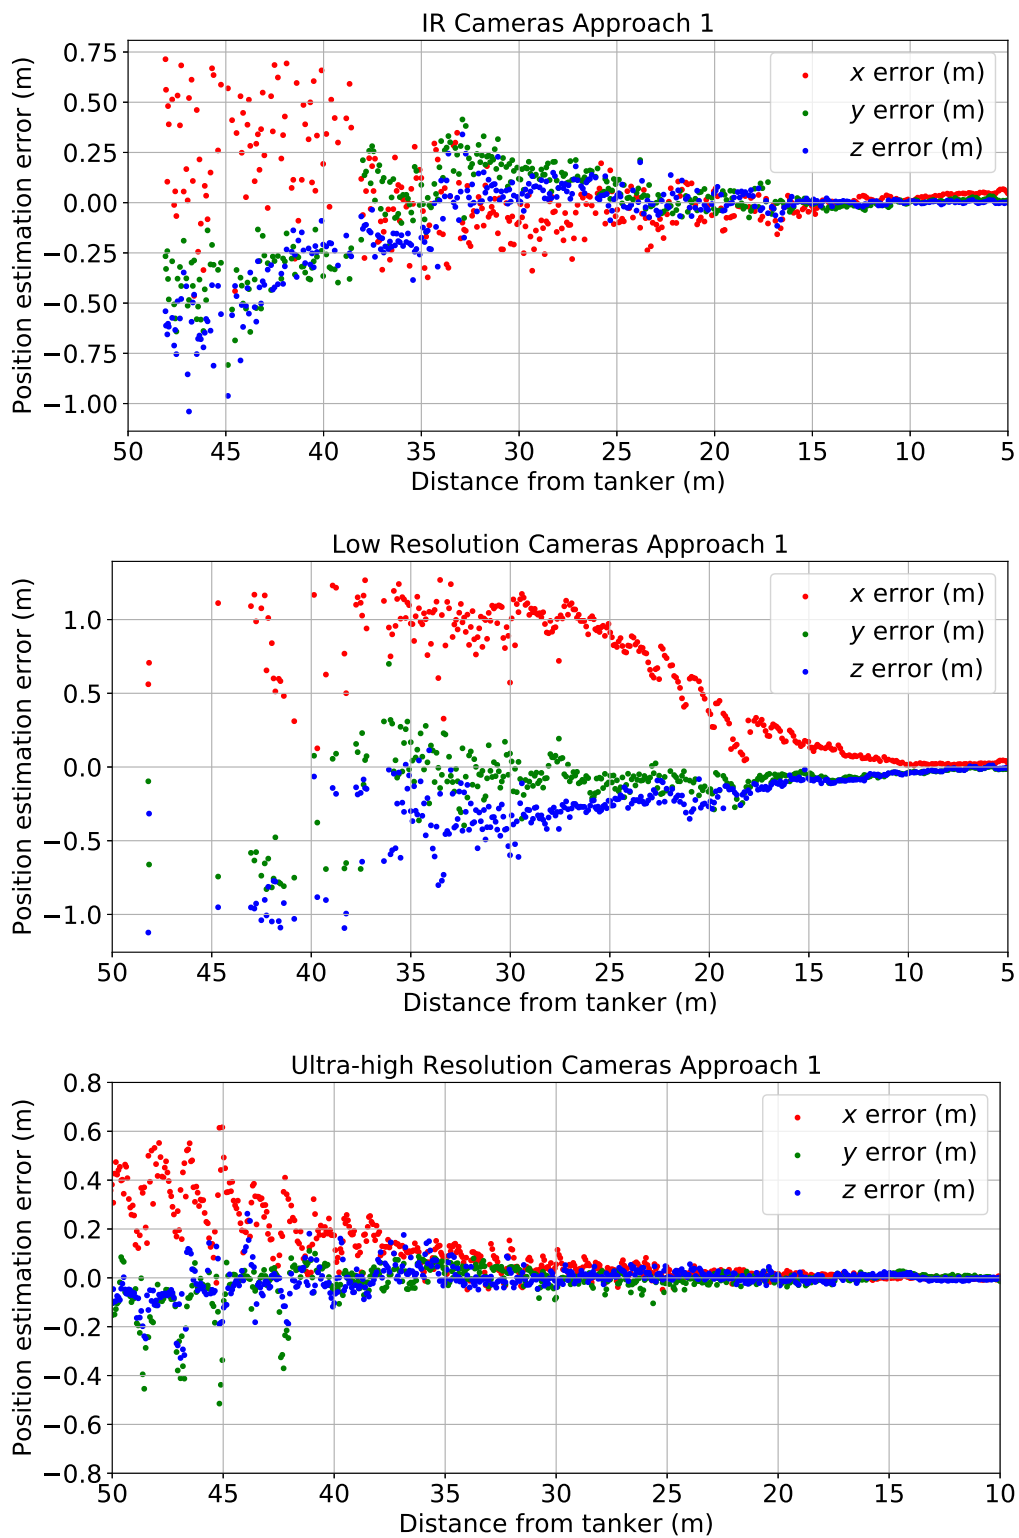 IR Cameras Approach 1
Position estimation error (m)
0.75
0.50
0.25
0.00
−0.25
−0.50
−0.75
−1.00
x error (m)
y error (m)
z error (m)
50 45 40 35 30 25 20 15 10 5
Distance from tanker (m)
Low Resolution Cameras Approach 1
Position estimation error (m)
1.0
0.5
0.0
−0.5
−1.0
x error (m)
y error (m)
z error (m)
50 45 40 35 30 25 20 15 10 5
Distance from tanker (m)
Ultra-high Resolution Cameras Approach 1
Position estimation error (m)
0.8
0.6
0.4
0.2
0.0
−0.2
−0.4
−0.6
−0.8
x error (m)
y error (m)
z error (m)
50 45 40 35 30 25 20 15 10
Distance from tanker (m)